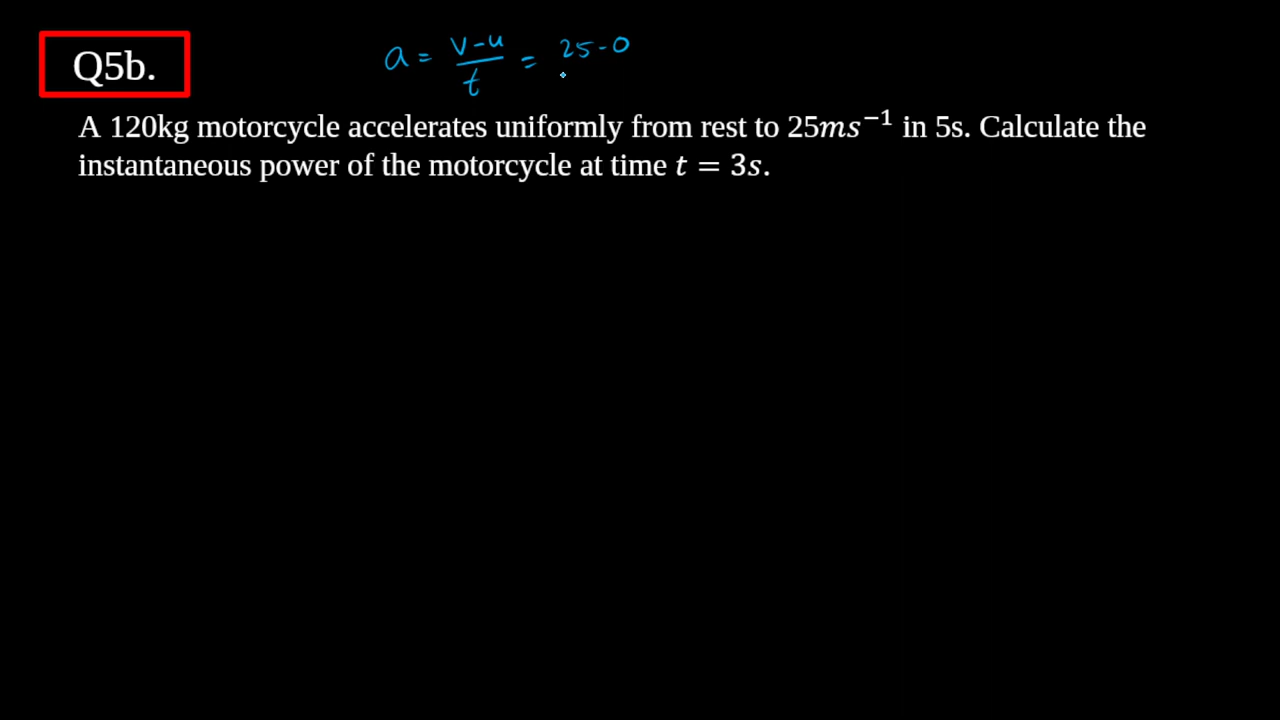 Q5b.
a = v-u/t = 25-0
A 120kg motorcycle accelerates uniformly from rest to 25ms⁻¹ in 5s. Calculate the
instantaneous power of the motorcycle at time t = 3s.